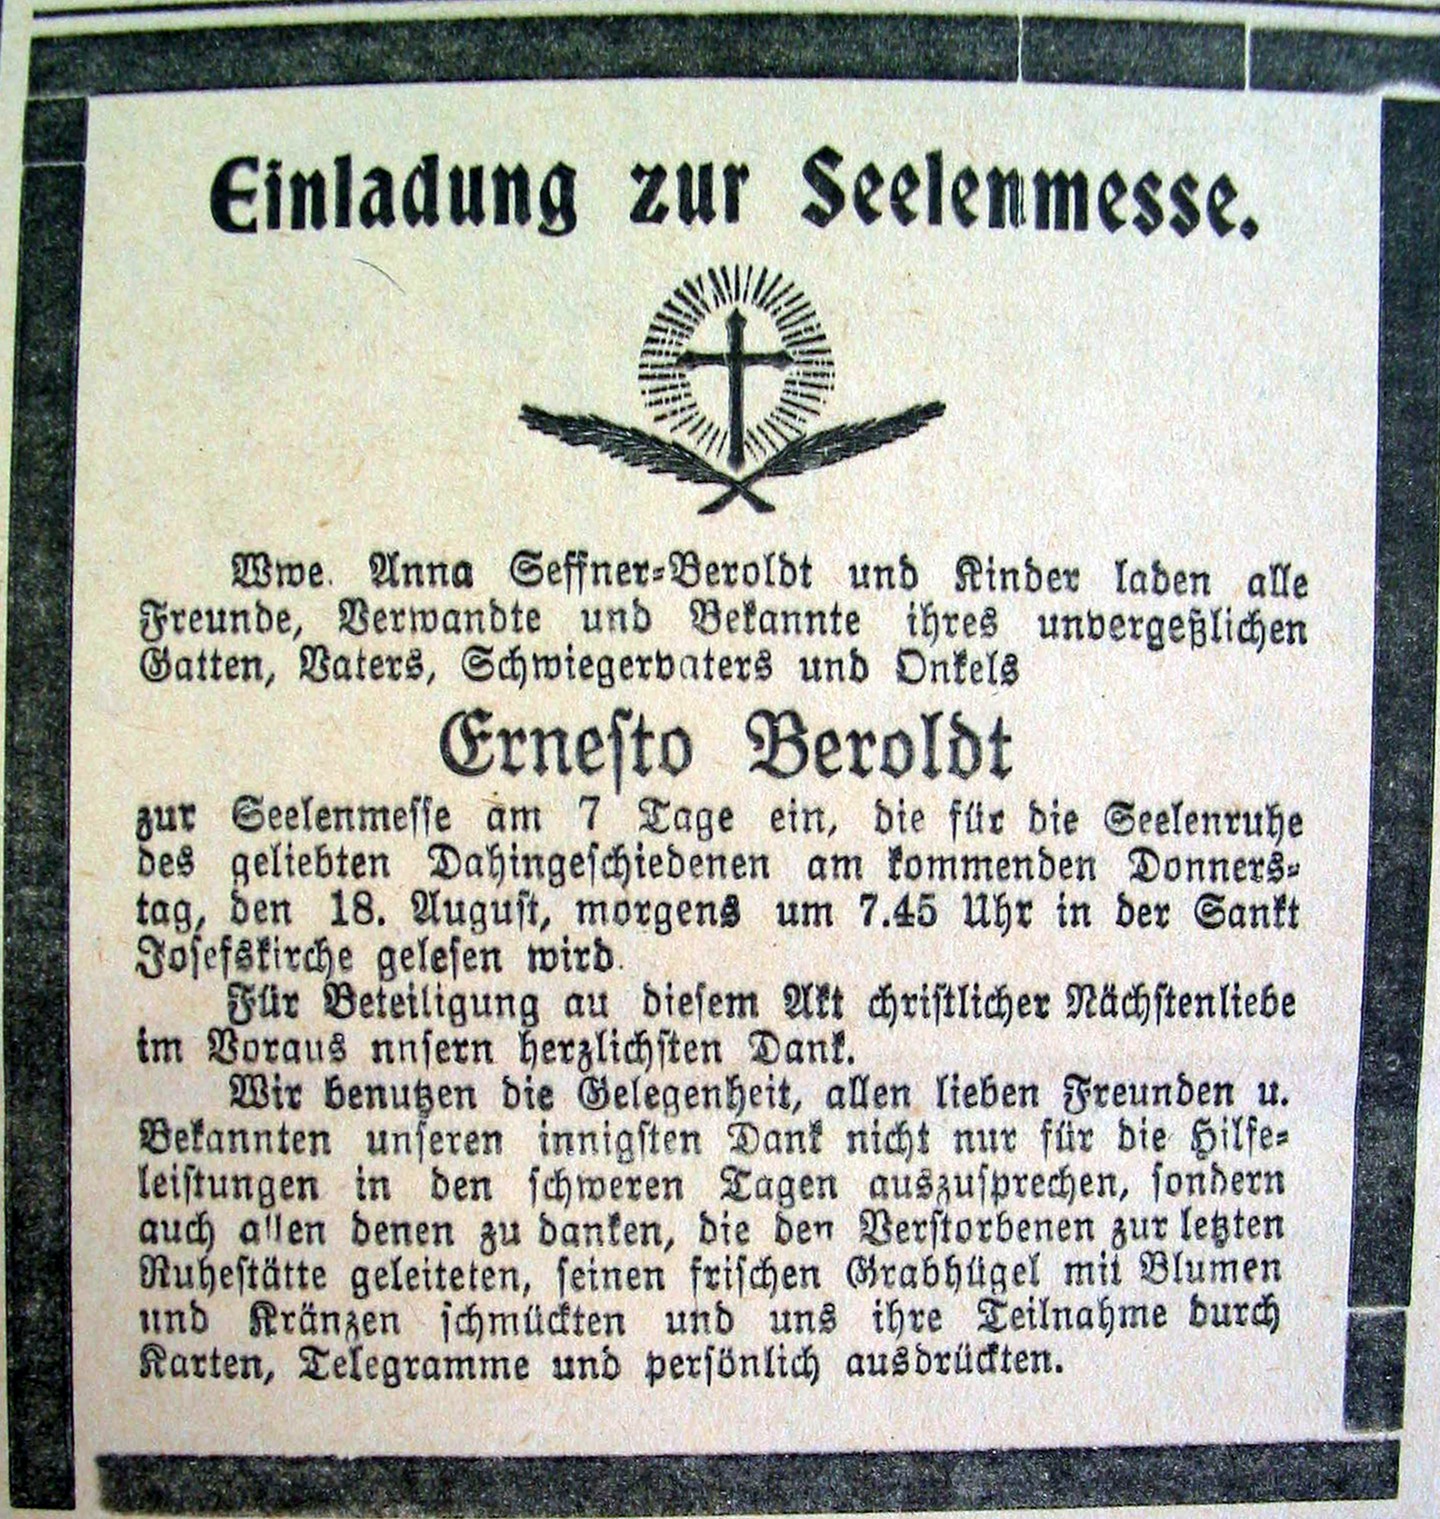 Einladung zur Seelenmesse.
Wwe. Anna Seffner-Beroldt und Kinder laden alle
Freunde, Verwandte und Bekannte ihres unvergeßlichen
Gatten, Vaters, Schwiegervaters und Onkels
Ernesto Beroldt
zur Seelenmesse am 7 Tage ein, die für die Seelenruhe
des geliebten Dahingeschiedenen am kommenden Donners-
tag, den 18. August, morgens um 7.45 Uhr in der Sankt
Josefskirche gelesen wird.
Für Beteiligung au diesem Akt christlicher Nächstenliebe
im Voraus nnsern herzlichsten Dank.
Wir benutzen die Gelegenheit, allen lieben Freunden u.
Bekannten unseren innigsten Dank nicht nur für die Hilfe-
leistungen in den schweren Tagen auszusprechen, sondern
auch allen denen zu danken, die den Verstorbenen zur letzten
Ruhestätte geleiteten, seinen frischen Grabhügel mit Blumen
und Kränzen schmückten und uns ihre Teilnahme durch
Karten, Telegramme und persönlich ausdrückten.